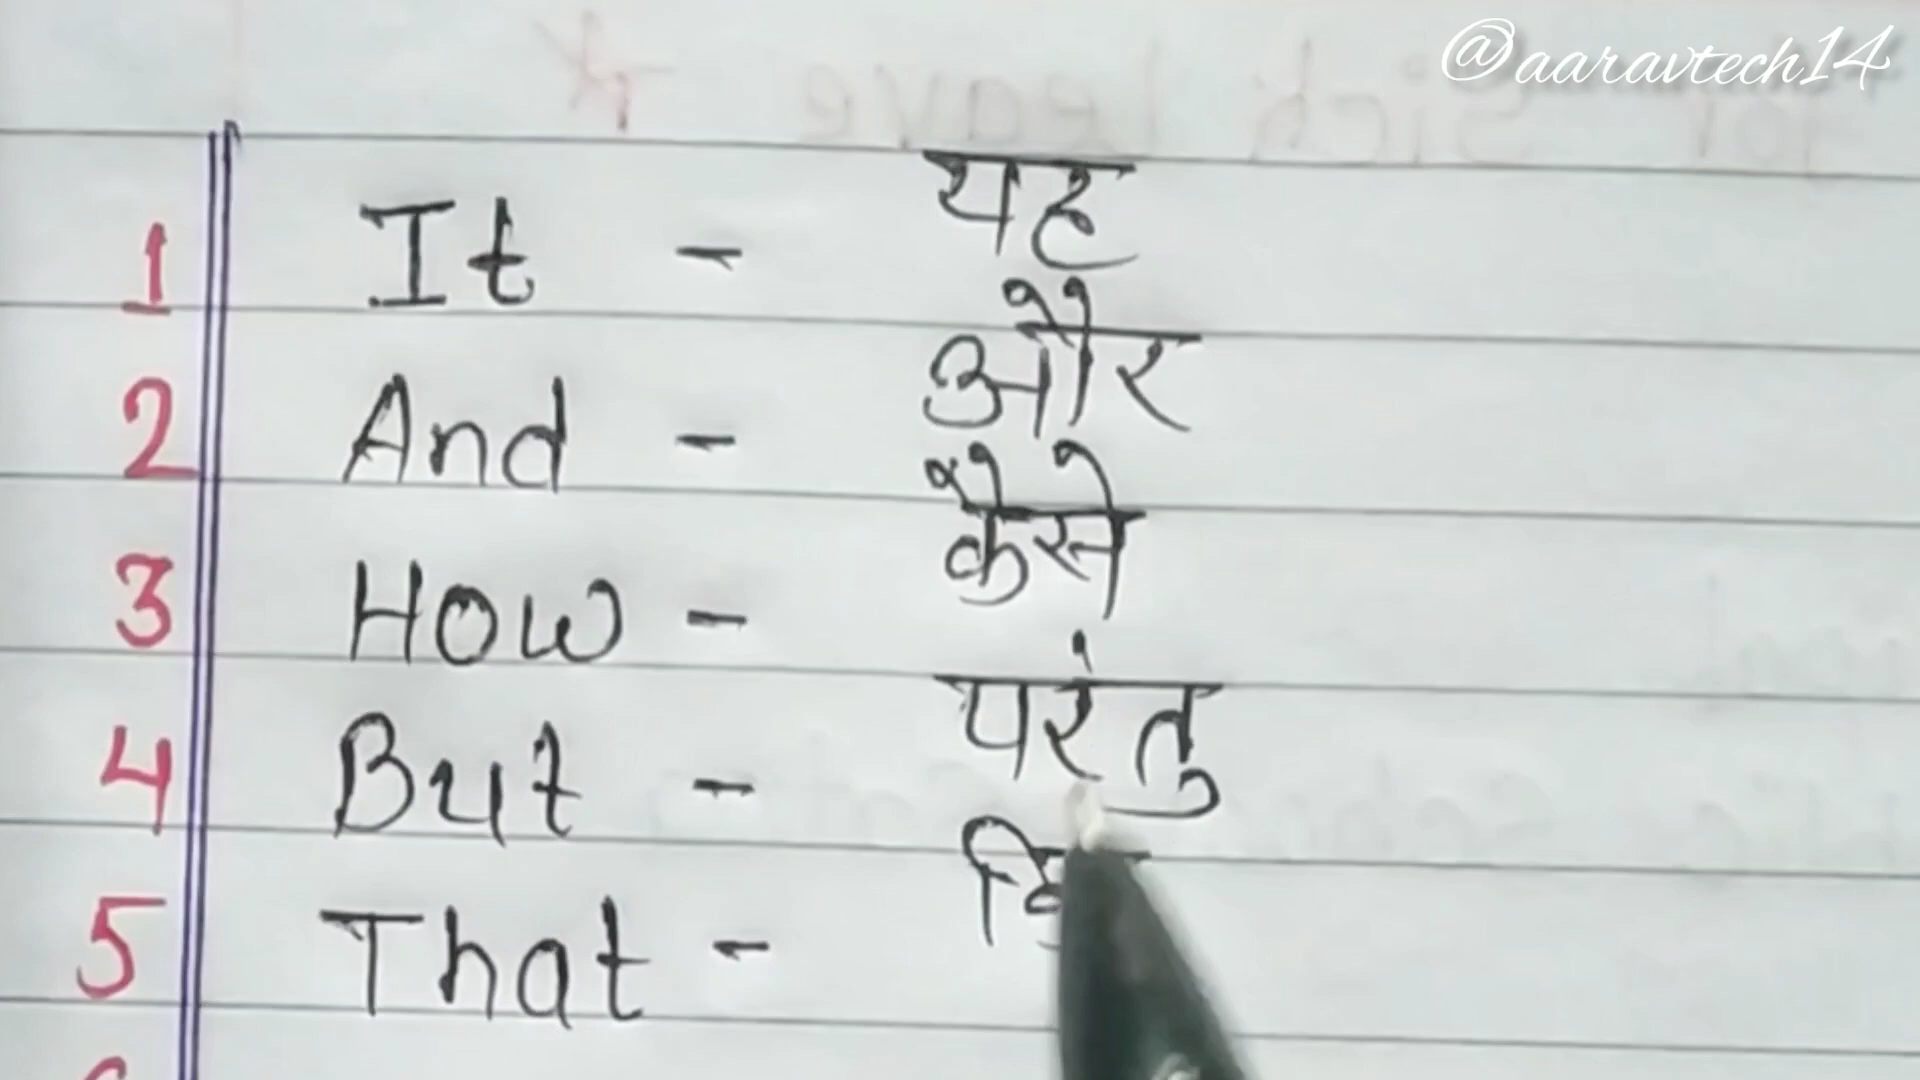 @aaravtech14
1 It - यह
2 And - और
3 How - कैसे
4 But - परंतु
5 That -